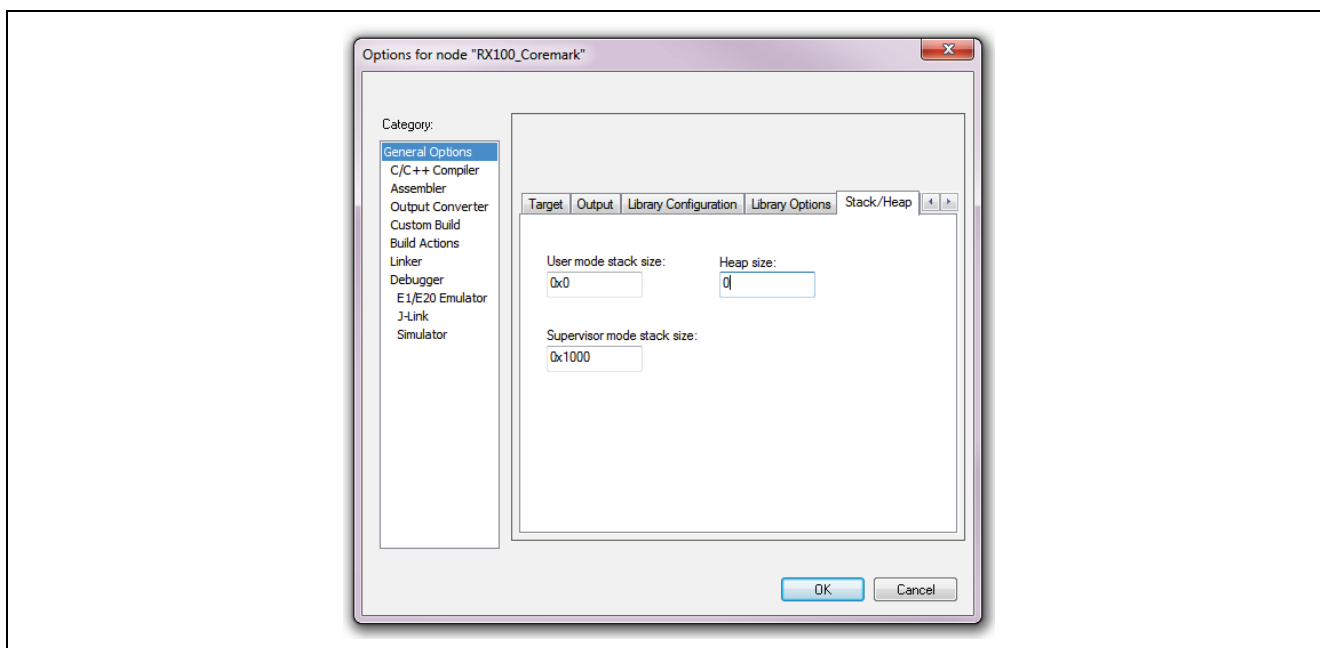 Options for node "RX100_Coremark"
Category:
General Options
C/C++ Compiler
Assembler
Output Converter
Custom Build
Build Actions
Linker
Debugger
E1/E20 Emulator
J-Link
Simulator
Target Output Library Configuration Library Options Stack/Heap
User mode stack size: Heap size:
0x0 0
Supervisor mode stack size:
0x1000
OK Cancel